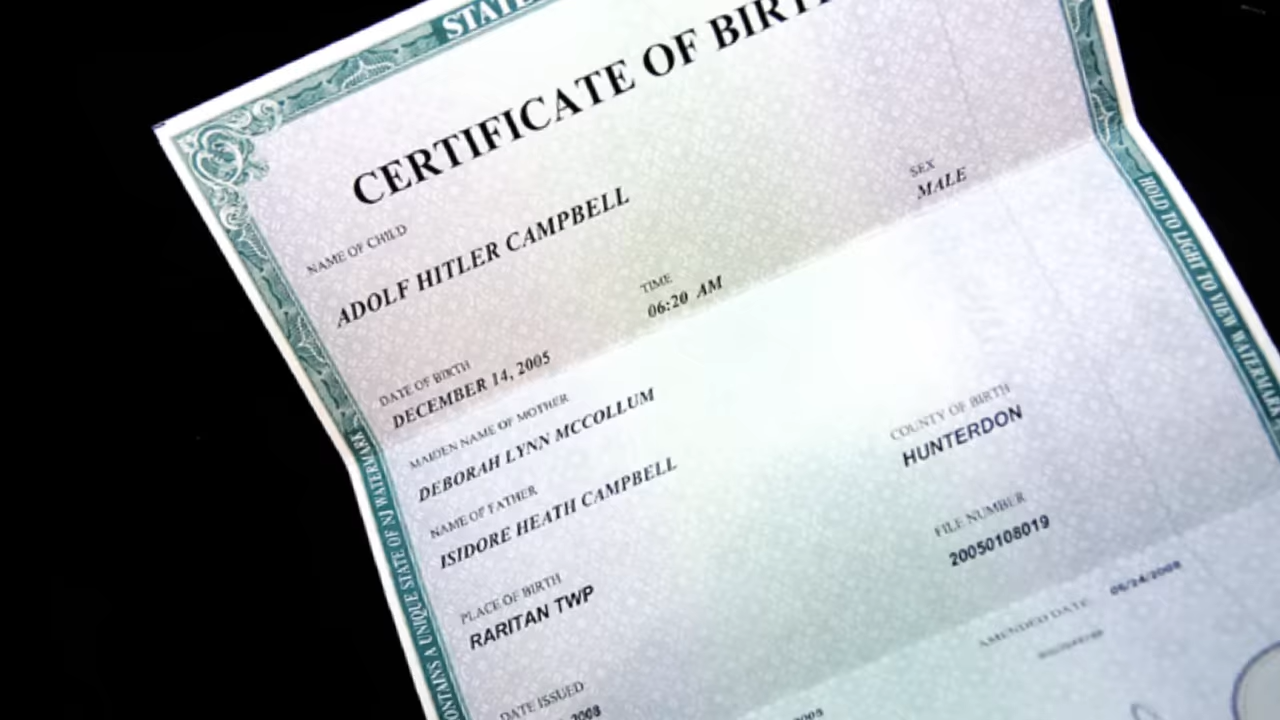 STATE
CERTIFICATE OF BIRTH
NAME OF CHILD
ADOLF HITLER CAMPBELL
SEX
MALE
TIME
06:20 AM
DATE OF BIRTH
DECEMBER 14, 2005
MAIDEN NAME OF MOTHER
DEBORAH LYNN MCCOLLUM
NAME OF FATHER
ISIDORE HEATH CAMPBELL
COUNTY OF BIRTH
HUNTERDON
FILE NUMBER
20050108019
PLACE OF BIRTH
RARITAN TWP
AMENDED DATE
DATE ISSUED
CONTAINS A UNIQUE STATE OF NJ WATERMARK
HOLD TO LIGHT TO VIEW WATERMARK